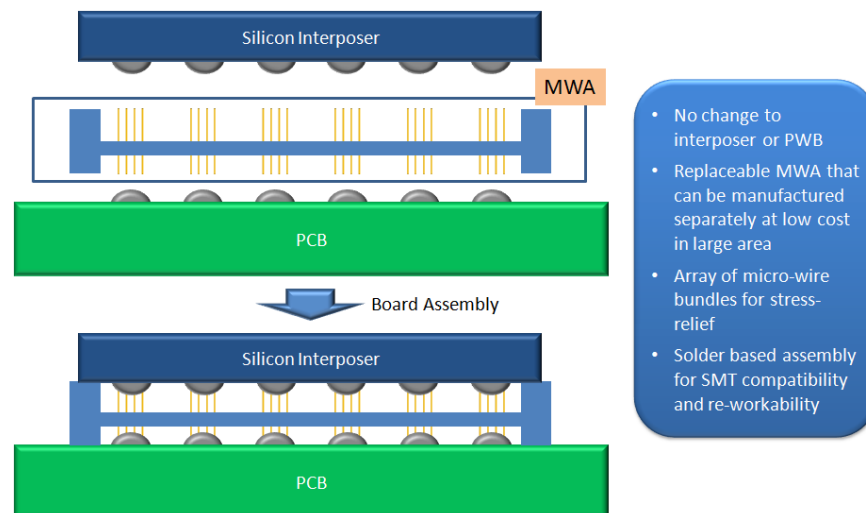 Silicon Interposer
MWA
PCB
Board Assembly
Silicon Interposer
PCB
• No change to
interposer or PWB
• Replaceable MWA that
can be manufactured
separately at low cost
in large area
• Array of micro-wire
bundles for stress-
relief
• Solder based assembly
for SMT compatibility
and re-workability